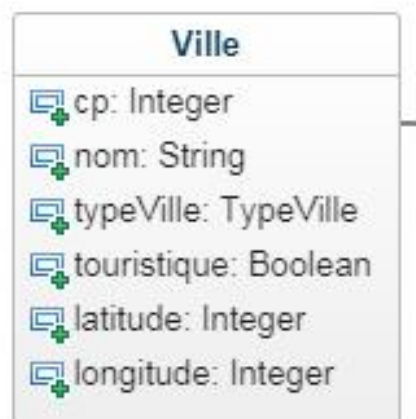 Ville
cp: Integer
nom: String
typeVille: TypeVille
touristique: Boolean
latitude: Integer
longitude: Integer